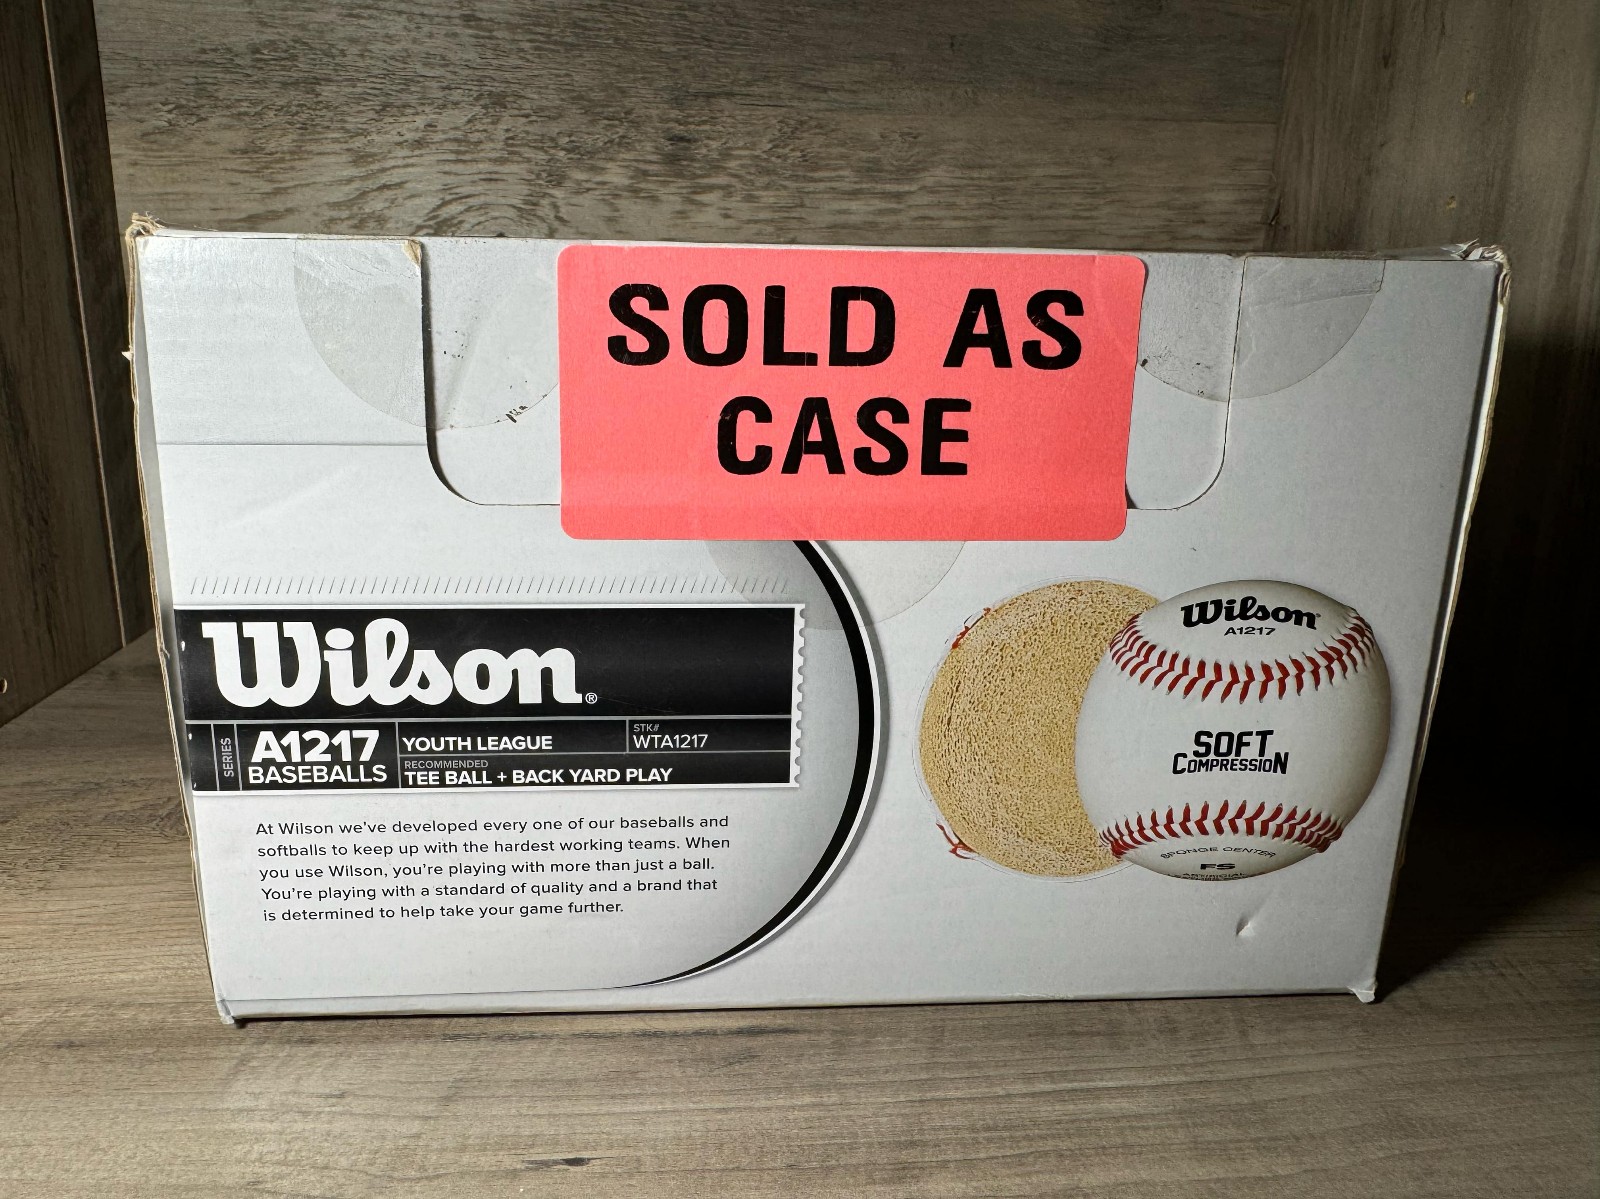 SOLD AS
CASE
Wilson®
SERIES
A1217
BASEBALLS
YOUTH LEAGUE
STK#
WTA1217
RECOMMENDED
TEE BALL + BACK YARD PLAY
At Wilson we've developed every one of our baseballs and
softballs to keep up with the hardest working teams. When
you use Wilson, you're playing with more than just a ball.
You're playing with a standard of quality and a brand that
is determined to help take your game further.
Wilson®
A1217
SOFT
COMPRESSION
SPONGE CENTER
FS
ARTIFICIAL